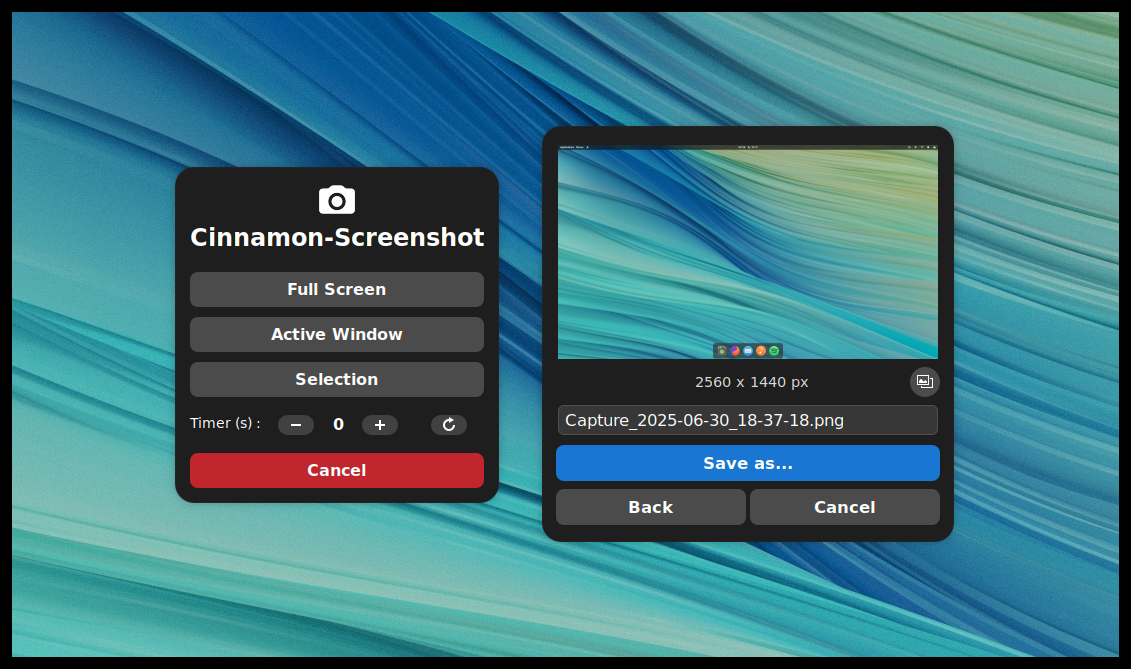 Cinnamon-Screenshot
Full Screen
Active Window
Selection
Timer (s) :
0
Cancel
2560 x 1440 px
Capture_2025-06-30_18-37-18.png
Save as...
Back
Cancel